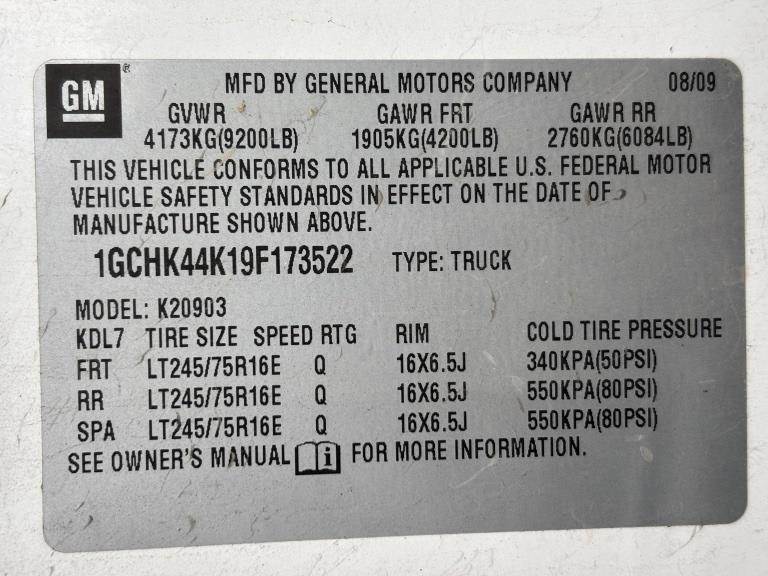 GM® MFD BY GENERAL MOTORS COMPANY 08/09
GVWR GAWR FRT GAWR RR
4173KG(9200LB) 1905KG(4200LB) 2760KG(6084LB)
THIS VEHICLE CONFORMS TO ALL APPLICABLE U.S. FEDERAL MOTOR
VEHICLE SAFETY STANDARDS IN EFFECT ON THE DATE OF
MANUFACTURE SHOWN ABOVE.
1GCHK44K19F173522 TYPE: TRUCK
MODEL: K20903
KDL7 TIRE SIZE SPEED RTG RIM COLD TIRE PRESSURE
FRT LT245/75R16E Q 16X6.5J 340KPA(50PSI)
RR LT245/75R16E Q 16X6.5J 550KPA(80PSI)
SPA LT245/75R16E Q 16X6.5J 550KPA(80PSI)
SEE OWNER'S MANUAL i FOR MORE INFORMATION.